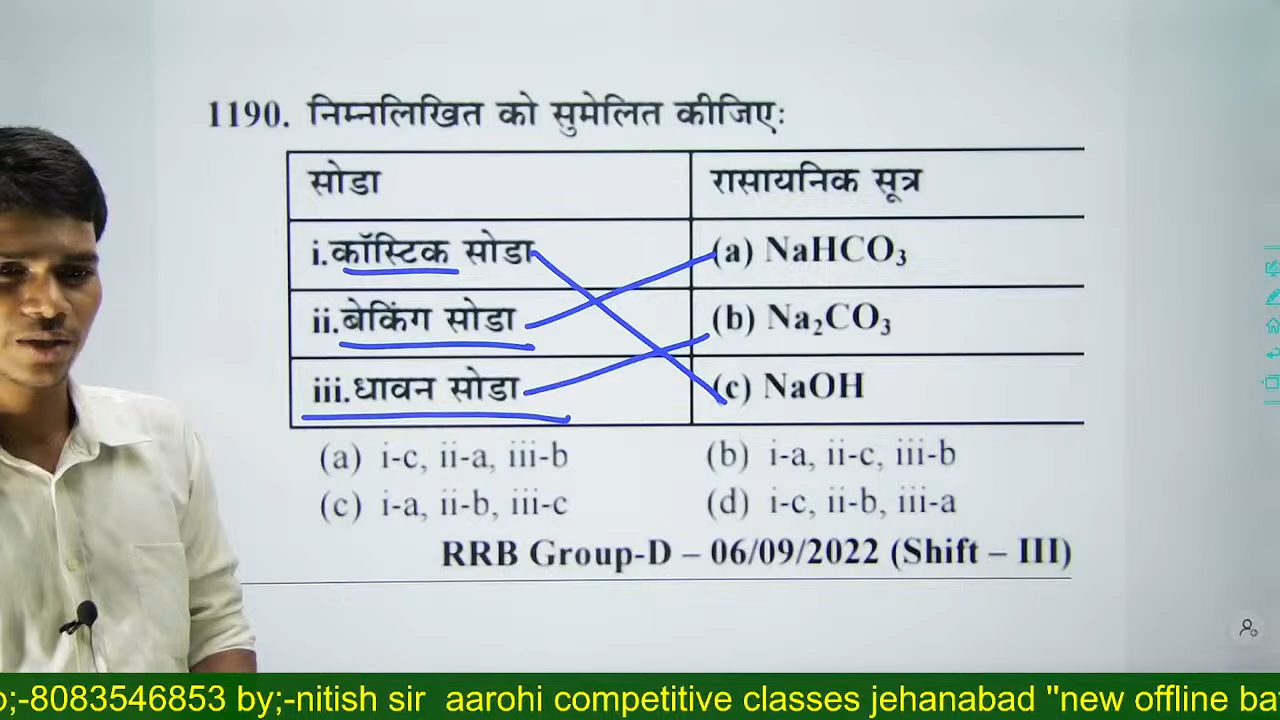 1190. निम्नलिखित को सुमेलित कीजिए:
सोडा रासायनिक सूत्र
i.कॉस्टिक सोडा (a) NaHCO₃
ii.बेकिंग सोडा (b) Na₂CO₃
iii.धावन सोडा (c) NaOH
(a) i-c, ii-a, iii-b (b) i-a, ii-c, iii-b
(c) i-a, ii-b, iii-c (d) i-c, ii-b, iii-a
RRB Group-D – 06/09/2022 (Shift – III)
;-8083546853 by;-nitish sir aarohi competitive classes jehanabad "new offline